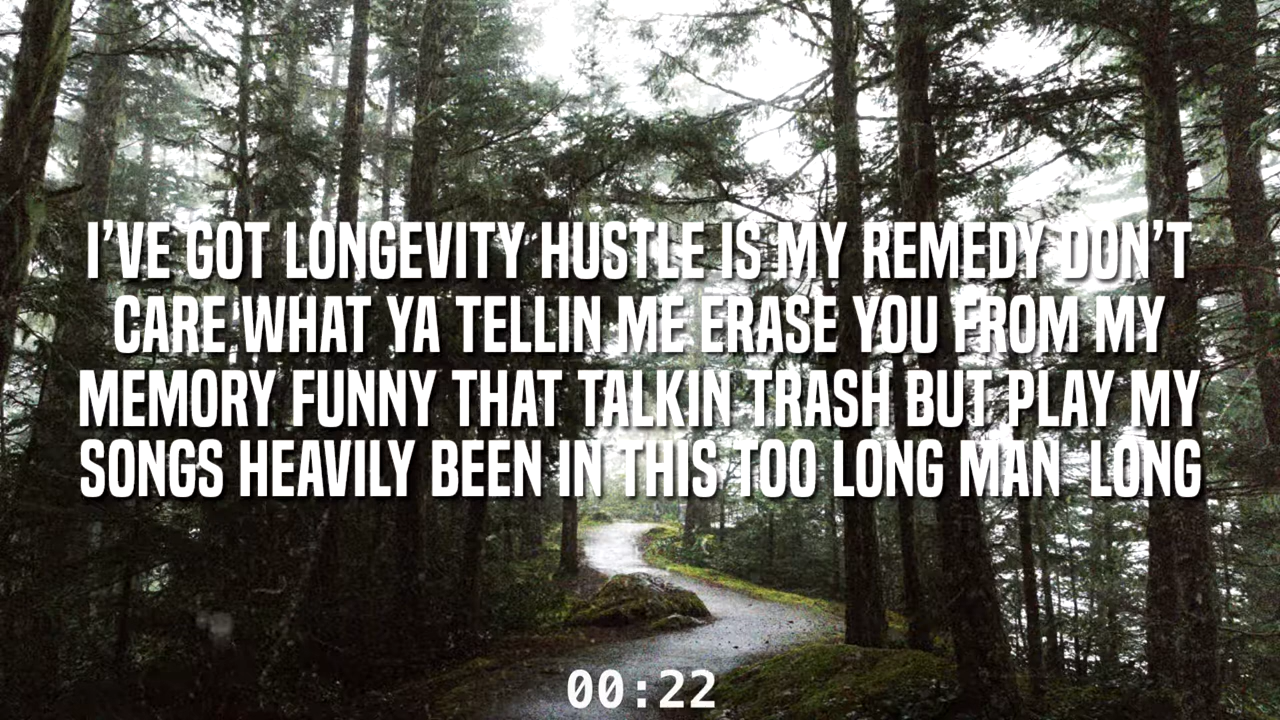 I'VE GOT LONGEVITY HUSTLE IS MY REMEDY DON'T
CARE WHAT YA TELLIN ME ERASE YOU FROM MY
MEMORY FUNNY THAT TALKIN TRASH BUT PLAY MY
SONGS HEAVILY BEEN IN THIS TOO LONG MAN  LONG
00:22